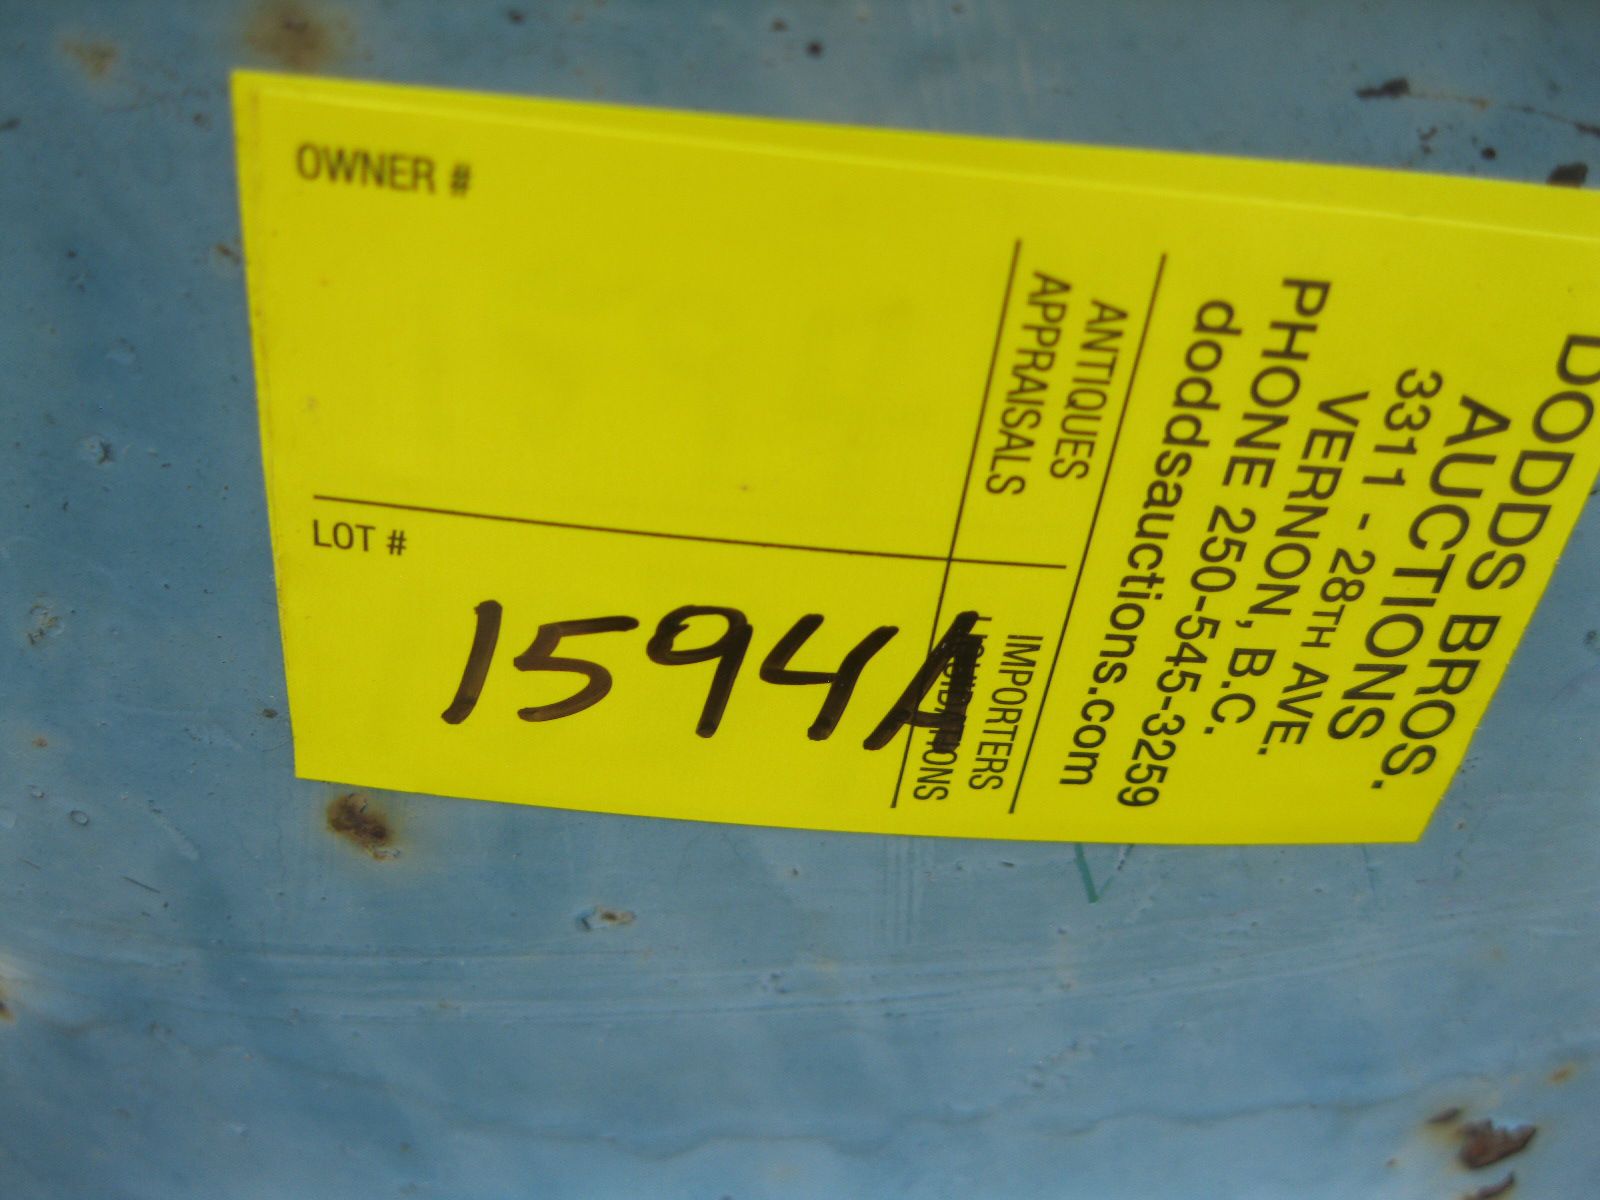 DODDS BROS.
AUCTIONS
3311 - 28TH AVE.
VERNON, B.C.
PHONE 250-545-3259
doddsauctions.com
ANTIQUES
APPRAISALS
IMPORTERS
LIQUIDATIONS
OWNER #
LOT #
1594A